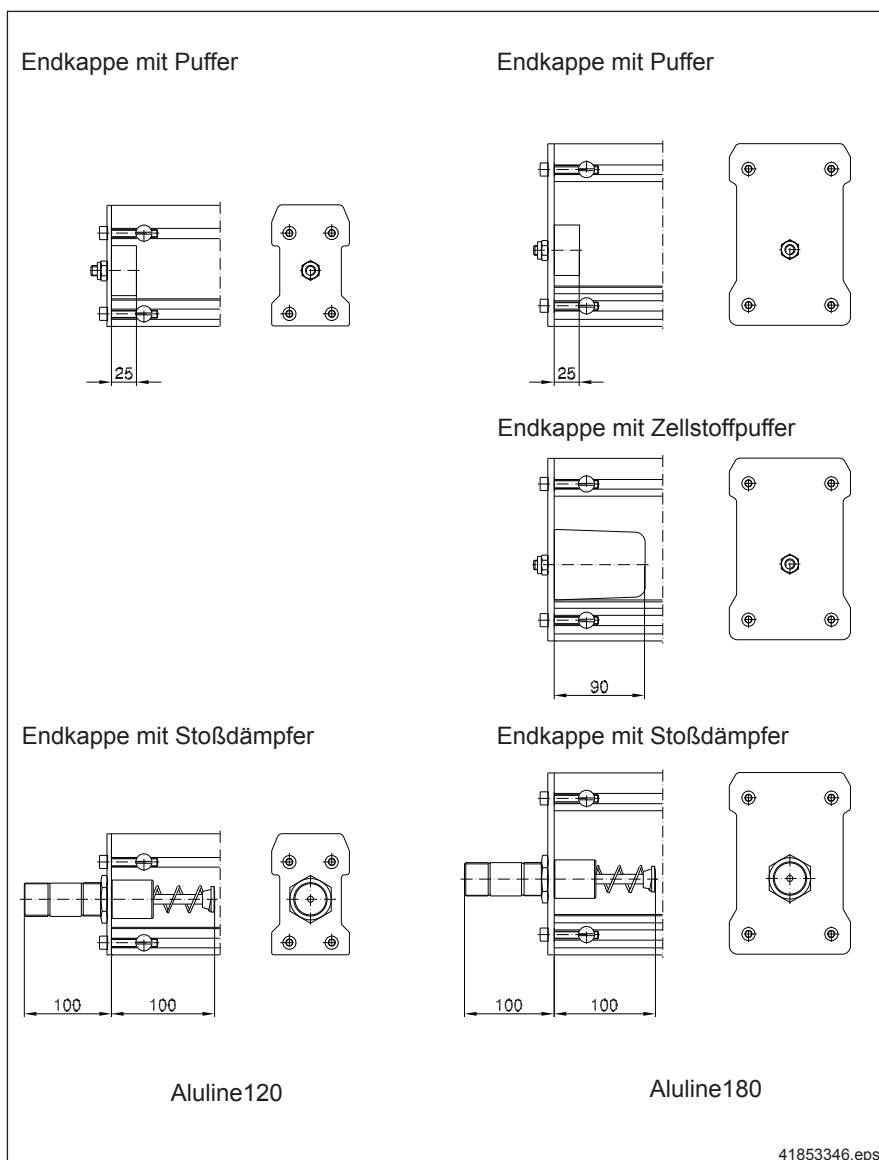 Endkappe mit Puffer
Endkappe mit Puffer
25
25
Endkappe mit Zellstoffpuffer
90
Endkappe mit Stoßdämpfer
Endkappe mit Stoßdämpfer
100
100
100
100
Aluline120
Aluline180
41853346.eps